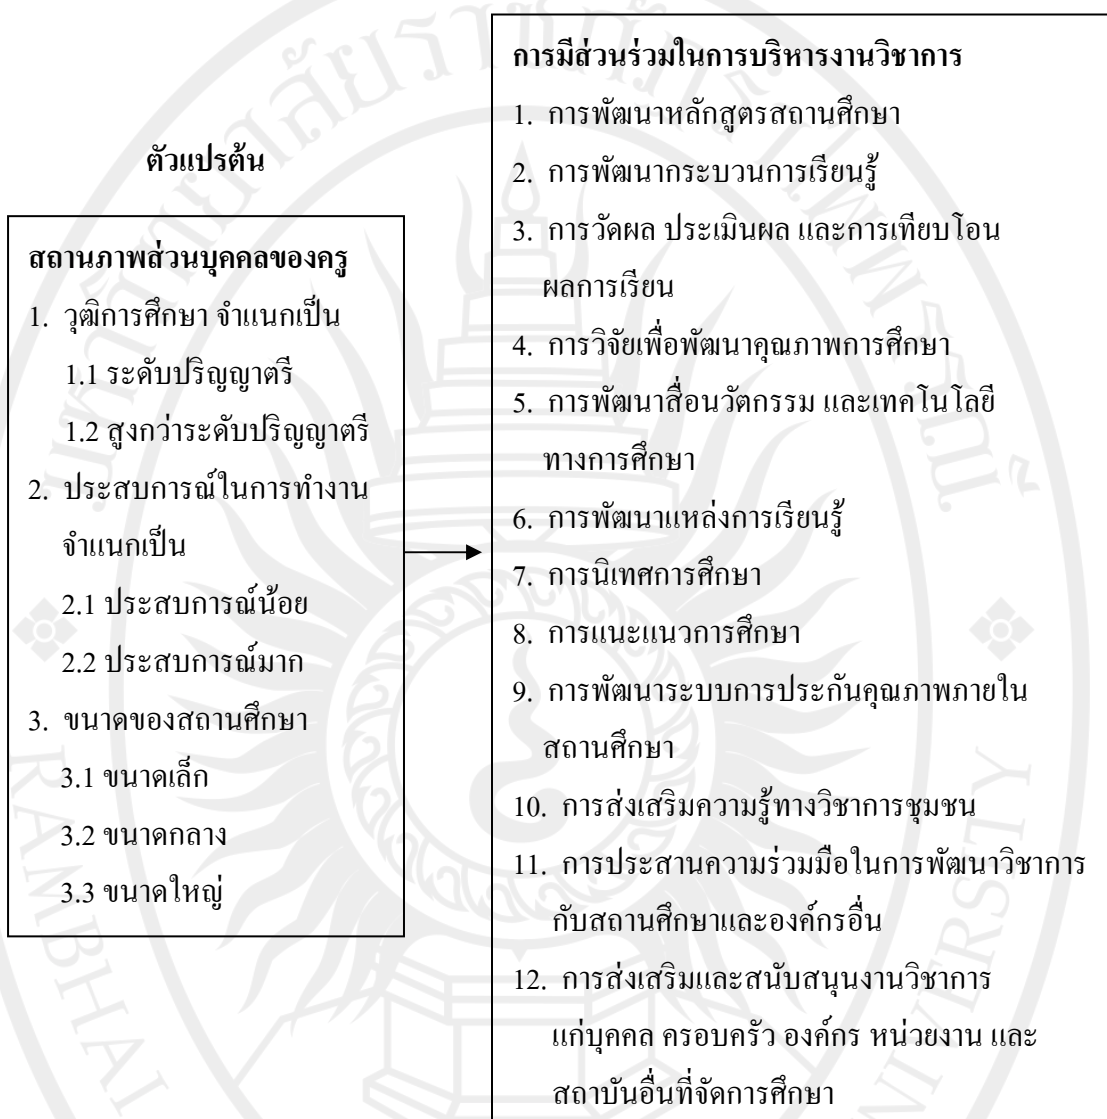 ตัวแปรต้น
สถานภาพส่วนบุคคลของครู
1. วุฒิการศึกษา จำแนกเป็น
1.1 ระดับปริญญาตรี
1.2 สูงกว่าระดับปริญญาตรี
2. ประสบการณ์ในการทำงาน
จำแนกเป็น
2.1 ประสบการณ์น้อย
2.2 ประสบการณ์มาก
3. ขนาดของสถานศึกษา
3.1 ขนาดเล็ก
3.2 ขนาดกลาง
3.3 ขนาดใหญ่
การมีส่วนร่วมในการบริหารงานวิชาการ
1. การพัฒนาหลักสูตรสถานศึกษา
2. การพัฒนากระบวนการเรียนรู้
3. การวัดผล ประเมินผล และการเทียบโอน
ผลการเรียน
4. การวิจัยเพื่อพัฒนาคุณภาพการศึกษา
5. การพัฒนาสื่อนวัตกรรม และเทคโนโลยี
ทางการศึกษา
6. การพัฒนาแหล่งการเรียนรู้
7. การนิเทศการศึกษา
8. การแนะแนวการศึกษา
9. การพัฒนาระบบการประกันคุณภาพภายใน
สถานศึกษา
10. การส่งเสริมความรู้ทางวิชาการชุมชน
11. การประสานความร่วมมือในการพัฒนาวิชาการ
กับสถานศึกษาและองค์กรอื่น
12. การส่งเสริมและสนับสนุนงานวิชาการ
แก่บุคคล ครอบครัว องค์กร หน่วยงาน และ
สถาบันอื่นที่จัดการศึกษา